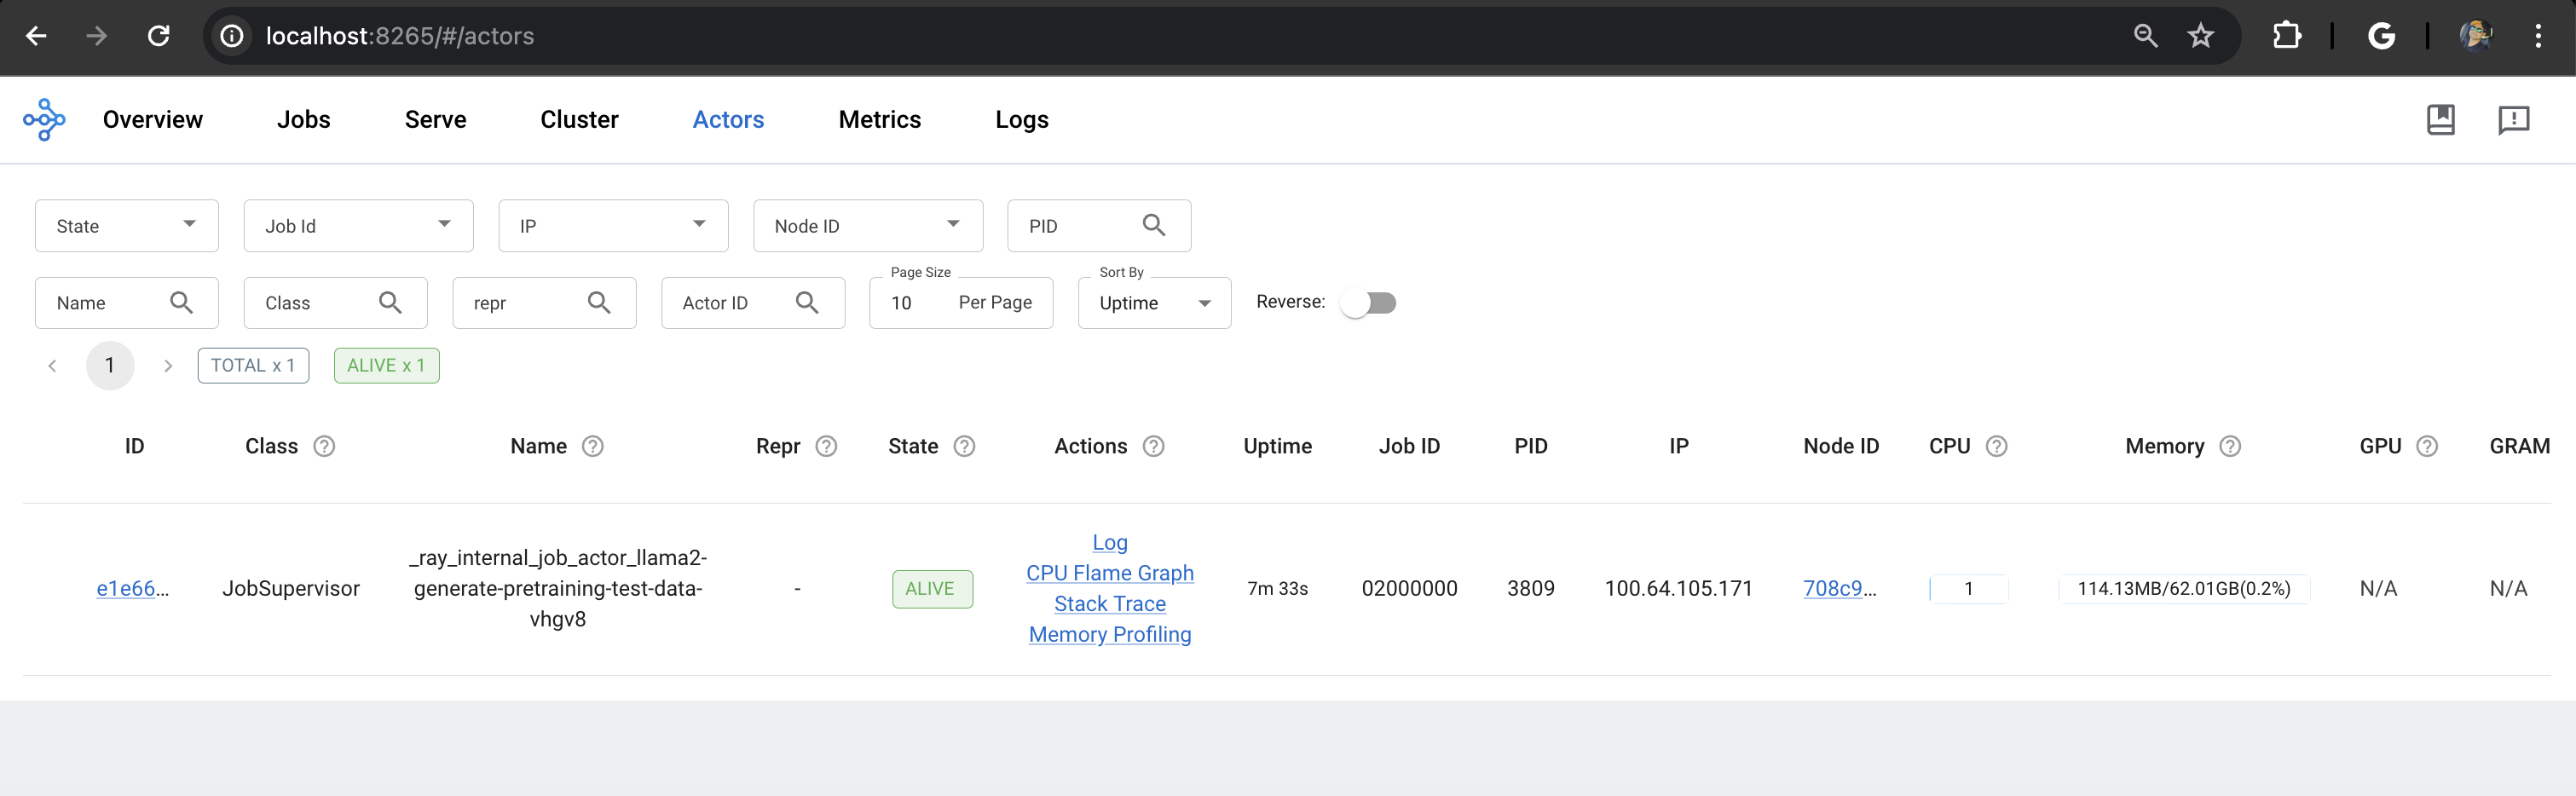 localhost:8265/#/actors
Overview Jobs Serve Cluster Actors Metrics Logs
State Job Id IP Node ID PID
Page Size Sort By
Name Class repr Actor ID 10 Per Page Uptime Reverse:
1 TOTAL x 1 ALIVE x 1
ID Class Name Repr State Actions Uptime Job ID PID IP Node ID CPU Memory GPU GRAM
e1e66... JobSupervisor _ray_internal_job_actor_llama2-
generate-pretraining-test-data-
vhgv8
- ALIVE Log
CPU Flame Graph
Stack Trace
Memory Profiling
7m 33s 02000000 3809 100.64.105.171 708c9... 1 114.13MB/62.01GB(0.2%) N/A N/A